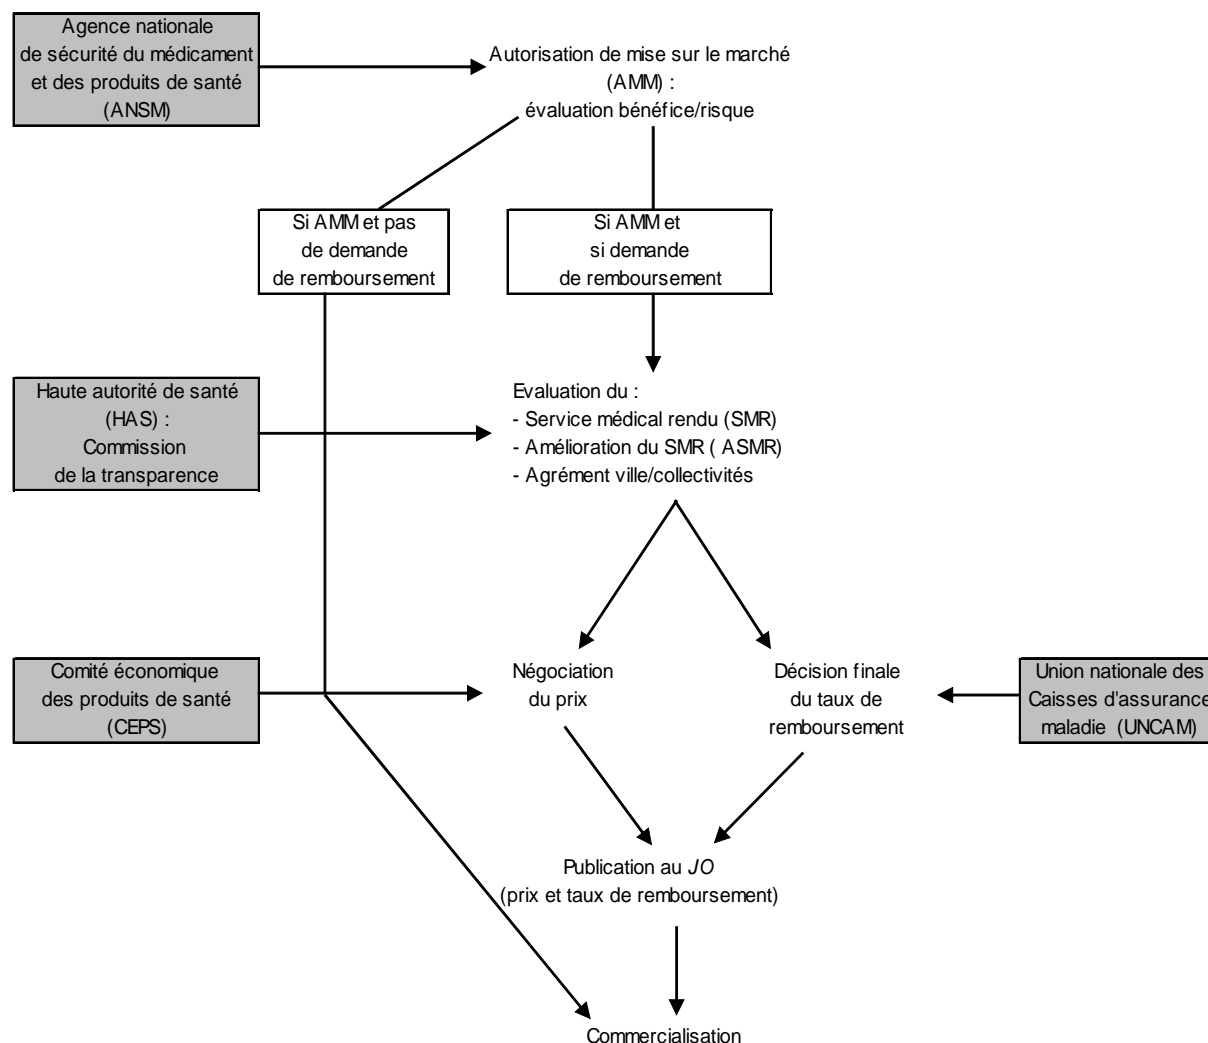 Agence nationale
de sécurité du médicament
et des produits de santé
(ANSM)
Autorisation de mise sur le marché
(AMM) :
évaluation bénéfice/risque
Si AMM et pas
de demande
de remboursement
Si AMM et
si demande
de remboursement
Haute autorité de santé
(HAS) :
Commission
de la transparence
Evaluation du :
- Service médical rendu (SMR)
- Amélioration du SMR ( ASMR)
- Agrément ville/collectivités
Comité économique
des produits de santé
(CEPS)
Négociation
du prix
Décision finale
du taux de
remboursement
Union nationale des
Caisses d'assurance
maladie (UNCAM)
Publication au JO
(prix et taux de remboursement)
Commercialisation